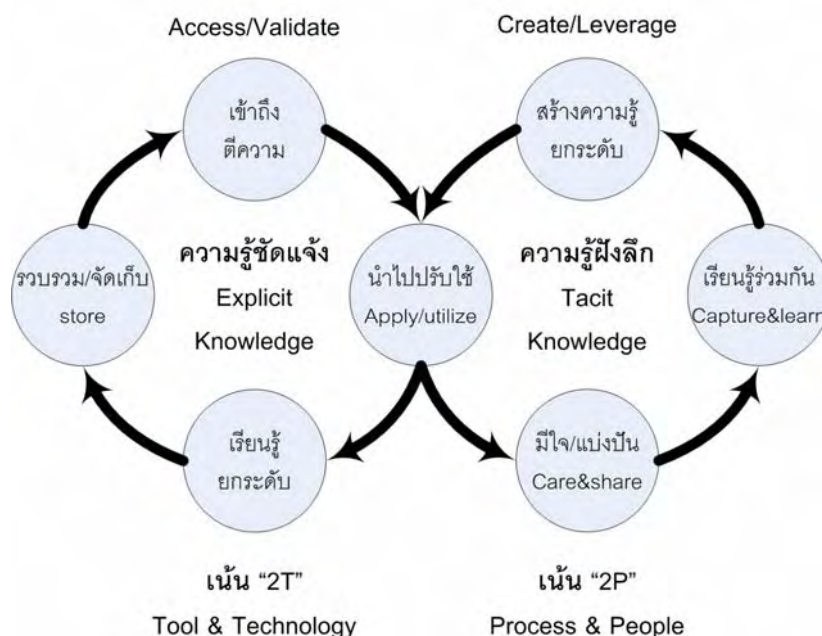 Access/Validate
Create/Leverage
เข้าถึง
ตีความ
สร้างความรู้
ยกระดับ
รวบรวม/จัดเก็บ
store
ความรู้ชัดแจ้ง
Explicit
Knowledge
นำไปปรับใช้
Apply/utilize
ความรู้ฝังลึก
Tacit
Knowledge
เรียนรู้ร่วมกัน
Capture&learn
เรียนรู้
ยกระดับ
มีใจ/แบ่งปัน
Care&share
เน้น “2T”
Tool & Technology
เน้น “2P”
Process & People